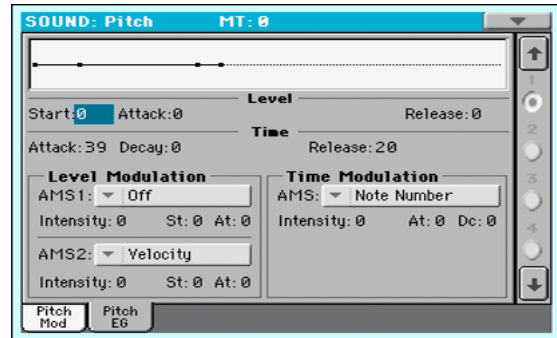 SOUND: Pitch MT: 0
Level
Start:0 Attack:0 Release:0
Time
Attack:39 Decay:0 Release:20
Level Modulation Time Modulation
AMS1: Off AMS: Note Number
Intensity:0 St:0 At:0 Intensity:0 At:0 Dc:0
AMS2: Velocity
Intensity:0 St:0 At:0
1
2
3
4
Pitch Mod Pitch EG